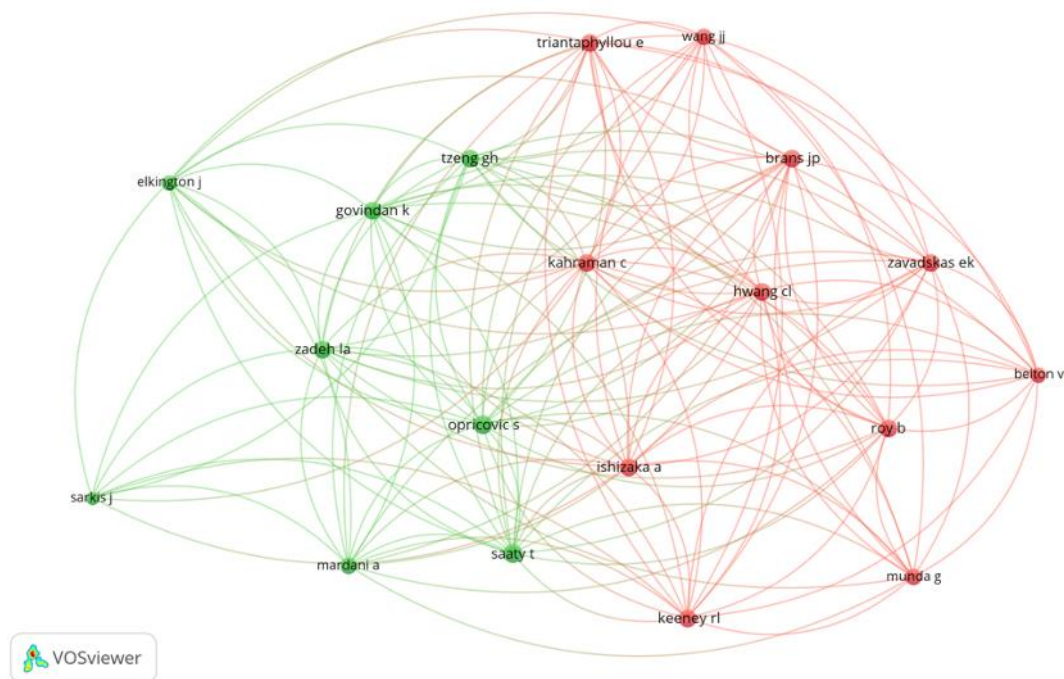 wang jj
triantaphyllou e
tzeng gh
brans jp
elkington j
govindan k
kahraman c
zavadskas ek
hwang cl
zadeh la
belton v
opricovic s
roy b
ishizaka a
sarkis j
saaty t
mardani a
munda g
keeney rl
VOSviewer